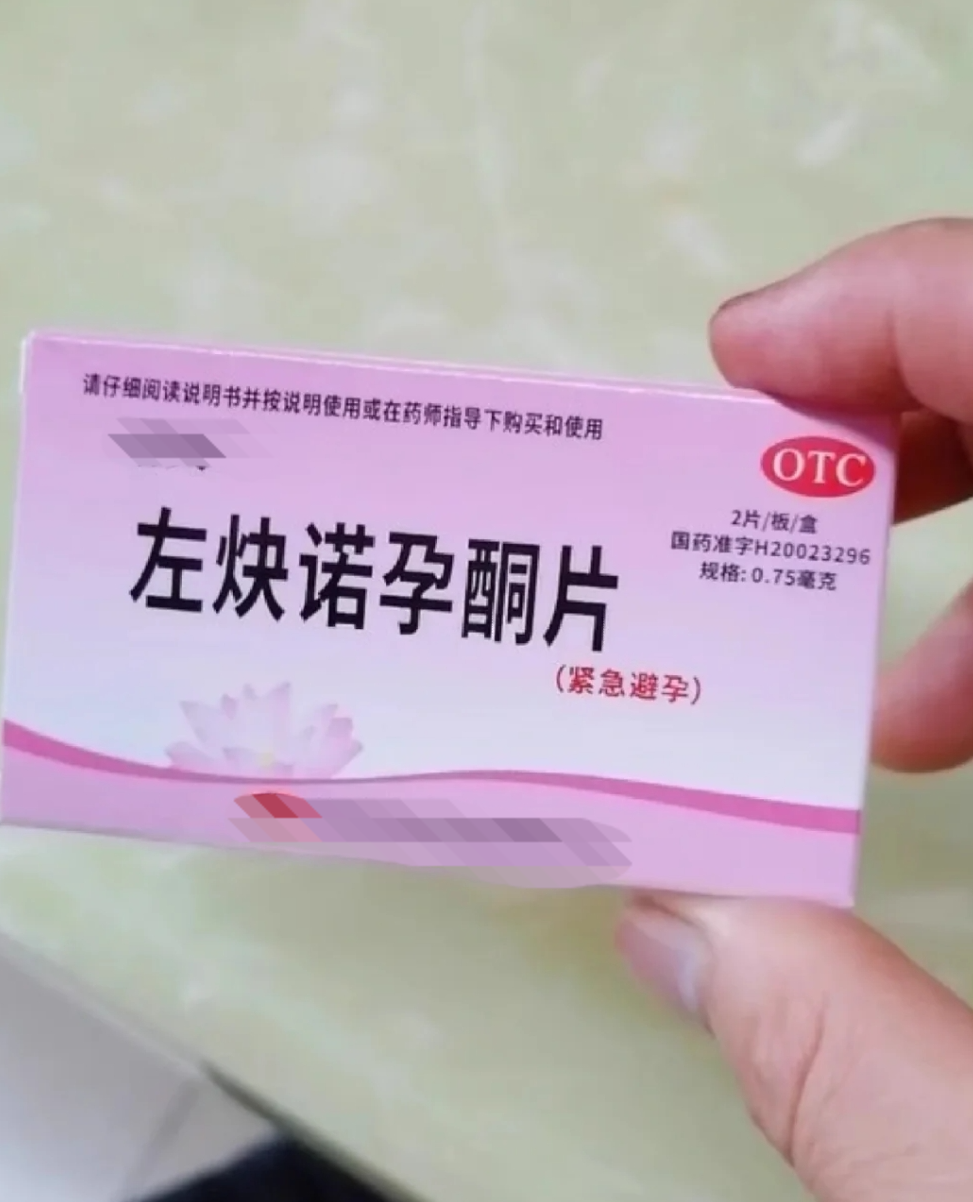 请仔细阅读说明书并按说明使用或在药师指导下购买和使用
OTC
2片/板/盒
国药准字H20023296
规格: 0.75毫克
左炔诺孕酮片
(紧急避孕)